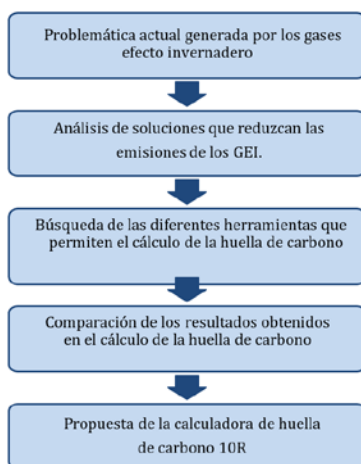 Problemática actual generada por los gases
efecto invernadero
Análisis de soluciones que reduzcan las
emisiones de los GEI.
Búsqueda de las diferentes herramientas que
permiten el cálculo de la huella de carbono
Comparación de los resultados obtenidos
en el cálculo de la huella de carbono
Propuesta de la calculadora de huella
de carbono 10R